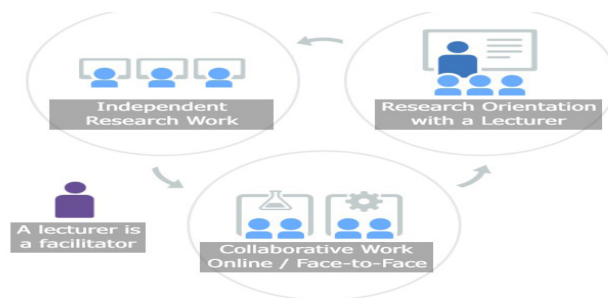 Independent
Research Work
Research Orientation
with a Lecturer
A lecturer is
a facilitator
Collaborative Work
Online / Face-to-Face